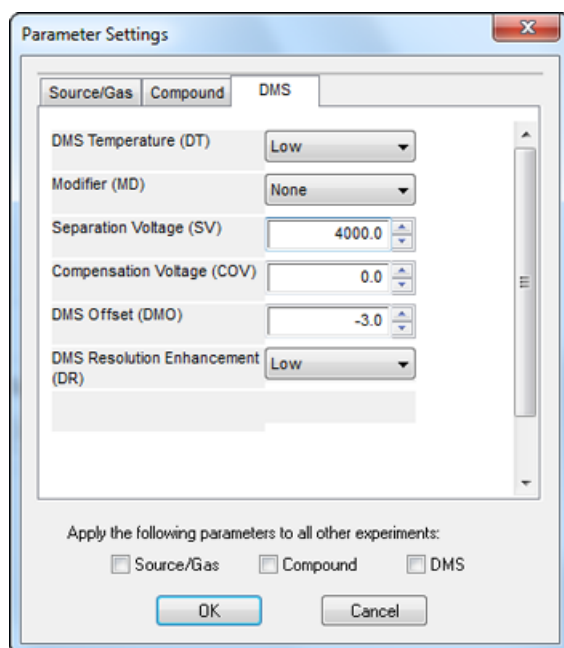 Parameter Settings
Source/Gas Compound DMS
DMS Temperature (DT) Low
Modifier (MD) None
Separation Voltage (SV) 4000.0
Compensation Voltage (COV) 0.0
DMS Offset (DMO) -3.0
DMS Resolution Enhancement Low
(DR)
Apply the following parameters to all other experiments:
Source/Gas Compound DMS
OK Cancel